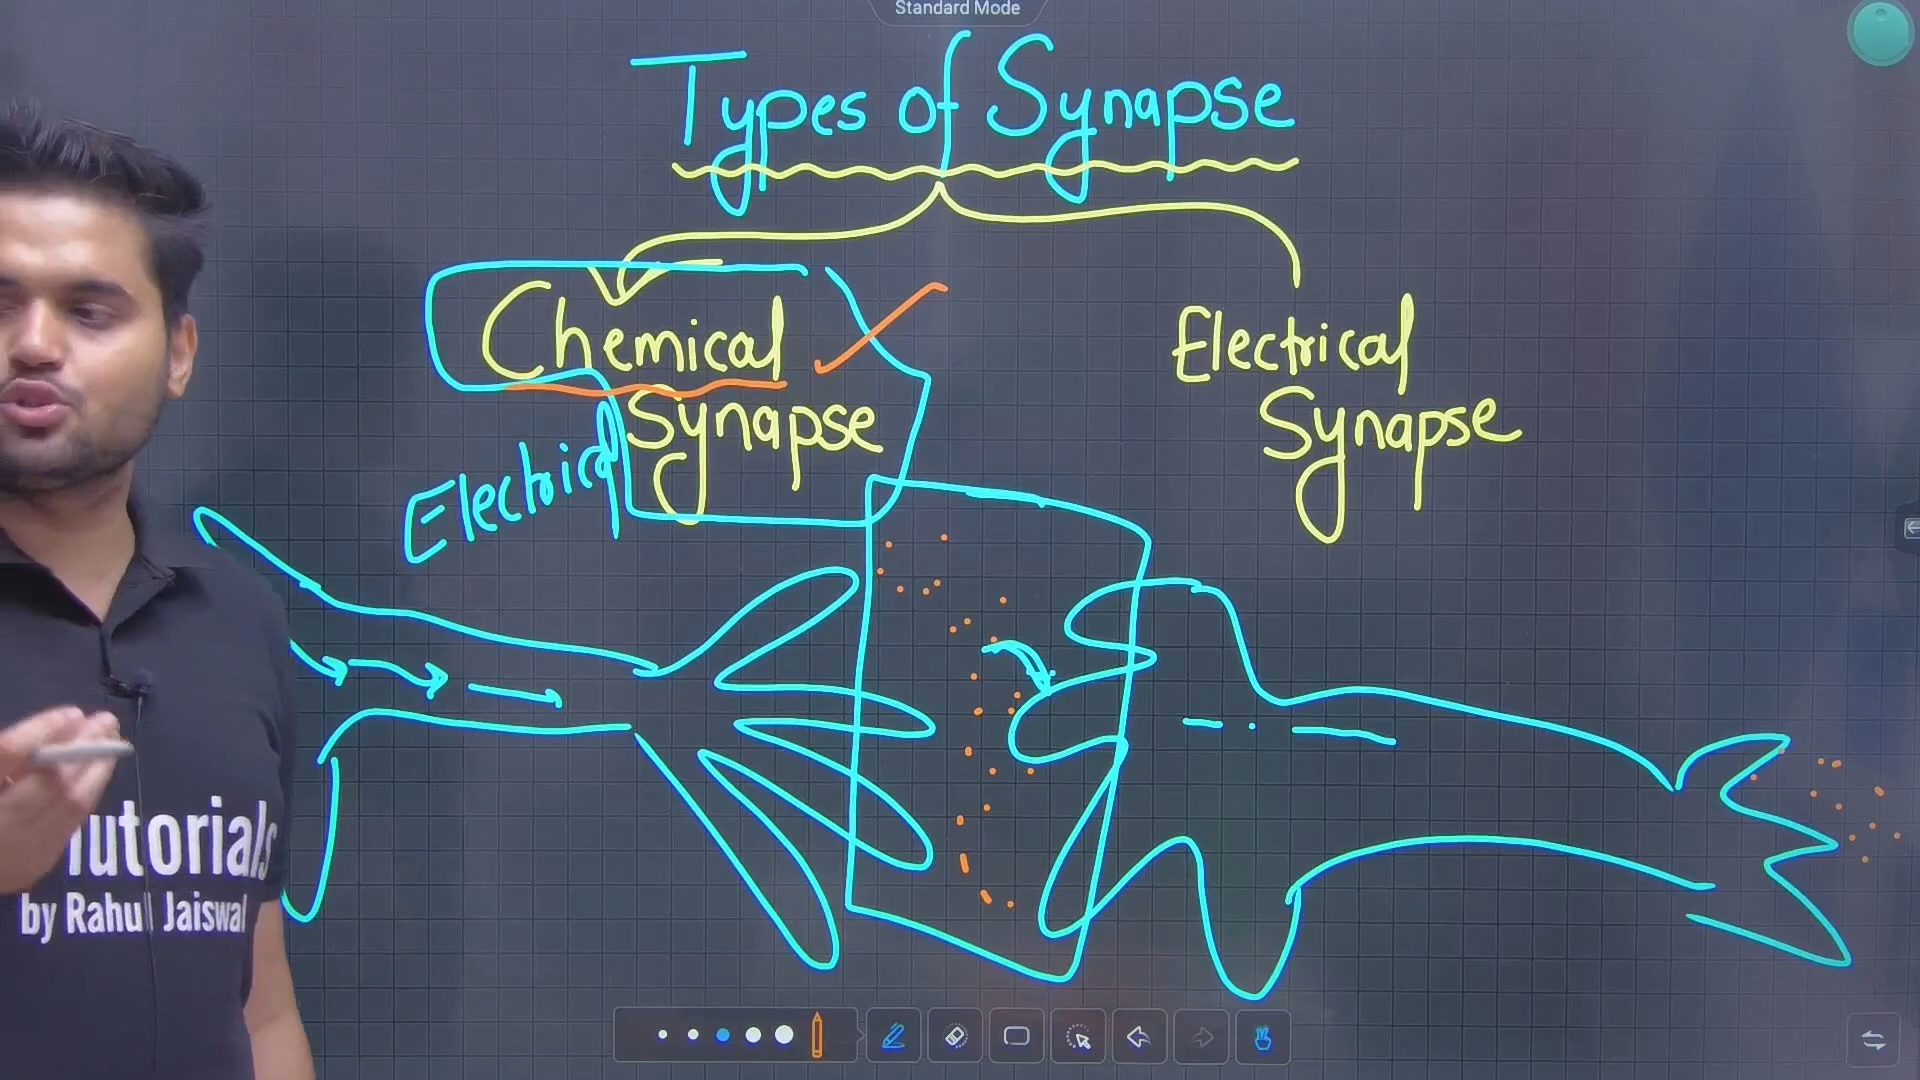 Standard Mode
Types of Synapse
Chemical
Synapse
Electrical
Synapse
Electrical
Tutorials
by Rahul Jaiswal